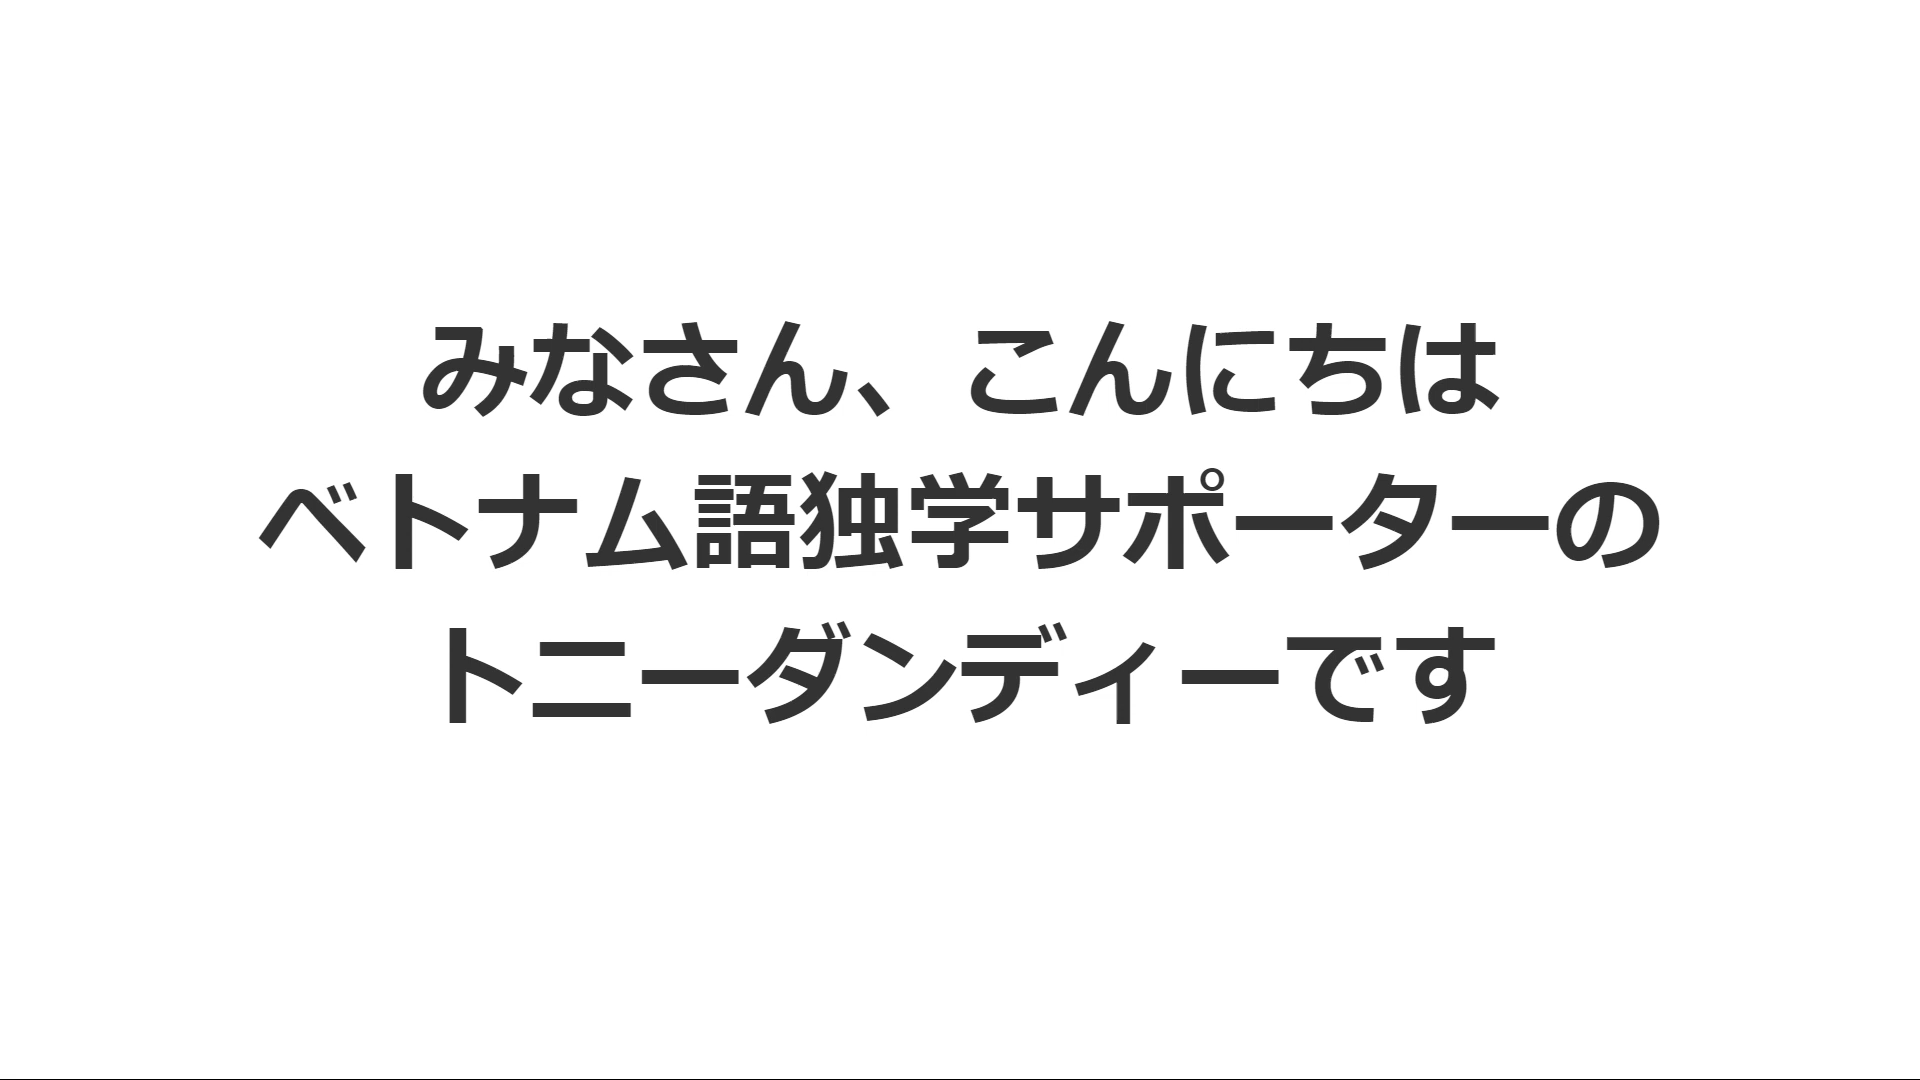 みなさん、こんにちは
ベトナム語独学サポーターの
トニーダンディーです